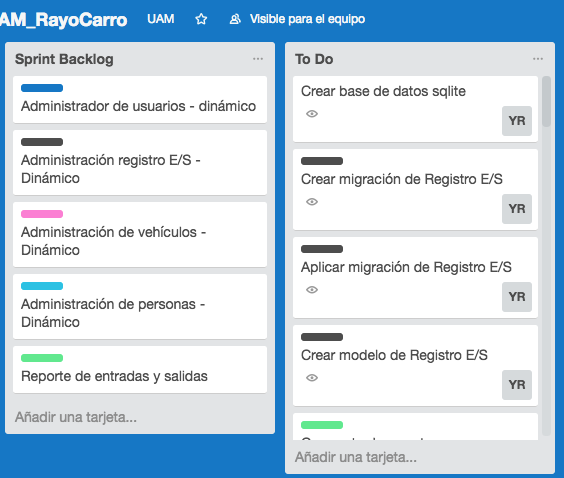 AM_RayoCarro UAM Visible para el equipo
Sprint Backlog ...
Administrador de usuarios - dinámico
Administración registro E/S -
Dinámico
Administración de vehículos -
Dinámico
Administración de personas -
Dinámico
Reporte de entradas y salidas
Añadir una tarjeta...
To Do ...
Crear base de datos sqlite
YR
Crear migración de Registro E/S
YR
Aplicar migración de Registro E/S
YR
Crear modelo de Registro E/S
YR
Añadir una tarjeta...